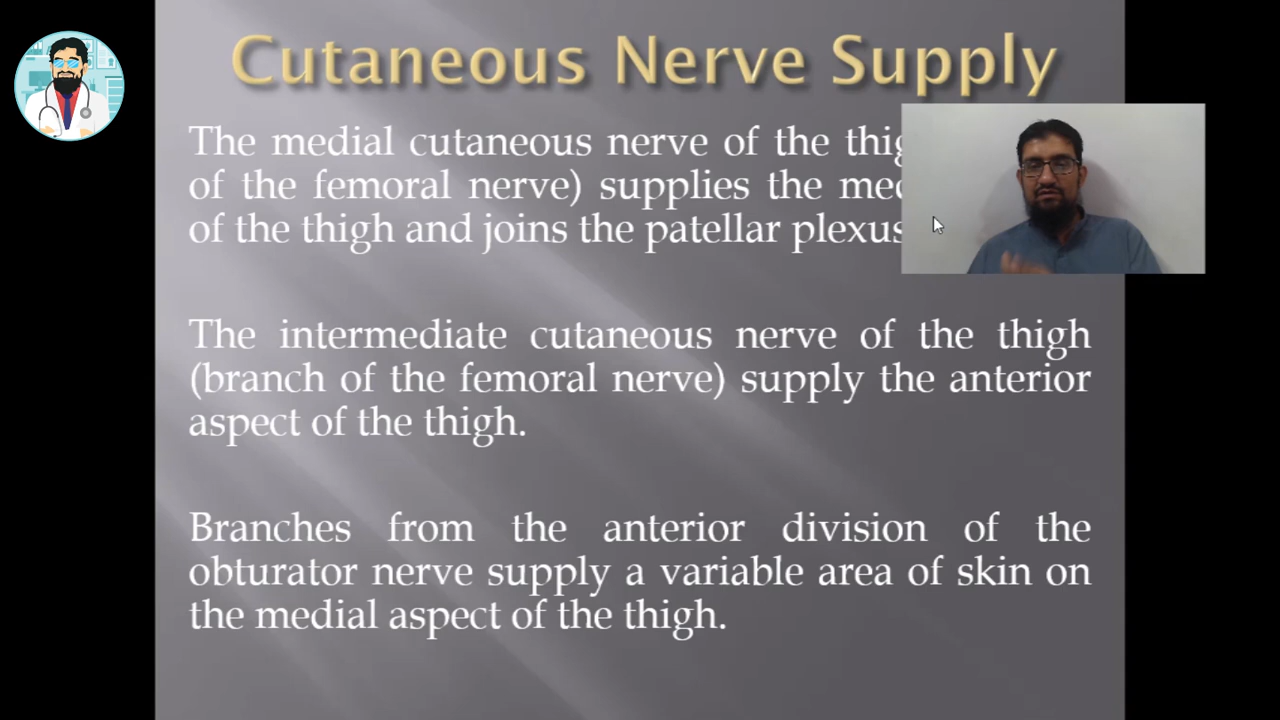 Cutaneous Nerve Supply
The medial cutaneous nerve of the
of the femoral nerve) supplies the
of the thigh and joins the patellar plexus
The intermediate cutaneous nerve of the thigh
(branch of the femoral nerve) supply the anterior
aspect of the thigh.
Branches from the anterior division of the
obturator nerve supply a variable area of skin on
the medial aspect of the thigh.